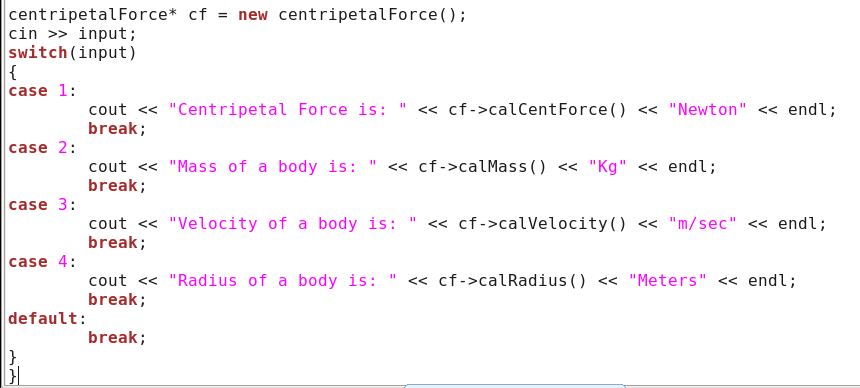 centripetalForce* cf = new centripetalForce();
cin >> input;
switch(input)
{
case 1:
        cout << "Centripetal Force is: " << cf->calCentForce() << "Newton" << endl;
        break;
case 2:
        cout << "Mass of a body is: " << cf->calMass() << "Kg" << endl;
        break;
case 3:
        cout << "Velocity of a body is: " << cf->calVelocity() << "m/sec" << endl;
        break;
case 4:
        cout << "Radius of a body is: " << cf->calRadius() << "Meters" << endl;
        break;
default:
        break;
}
}